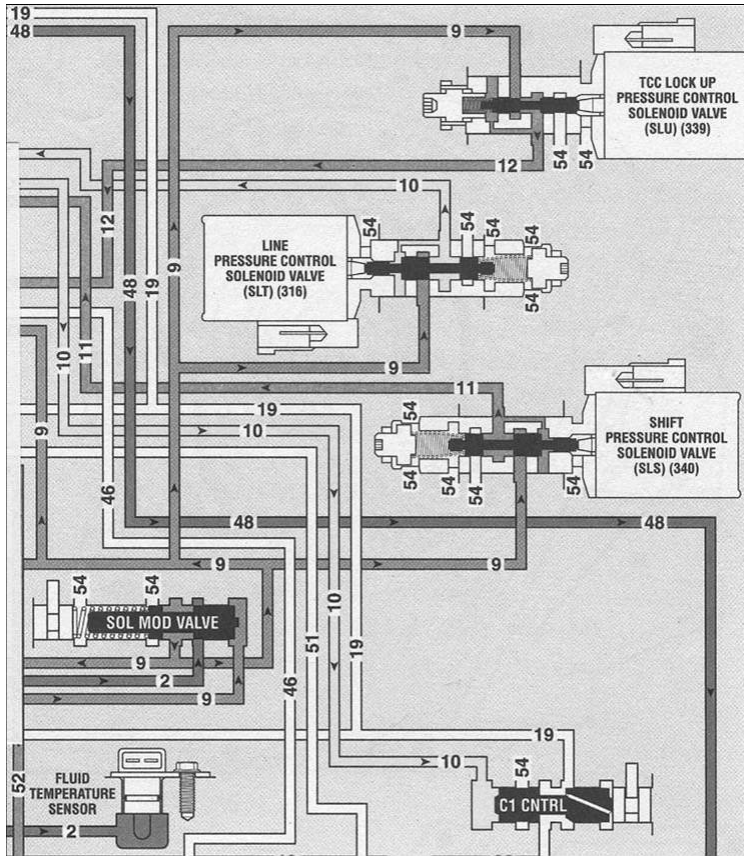 19
48
9
TCC LOCK UP
PRESSURE CONTROL
SOLENOID VALVE
(SLU) (339)
12
54
54
10
12
54
54
54
54
LINE
PRESSURE CONTROL
SOLENOID VALVE
(SLT) (316)
9
48
19
54
10
11
9
11
19
10
54
SHIFT
PRESSURE CONTROL
SOLENOID VALVE
(SLS) (340)
9
54
54
54
54
46
48
48
9
9
54
54
SOL MOD VALVE
10
51
19
46
9
2
9
19
10
54
C1 CNTRL
52
FLUID
TEMPERATURE
SENSOR
2